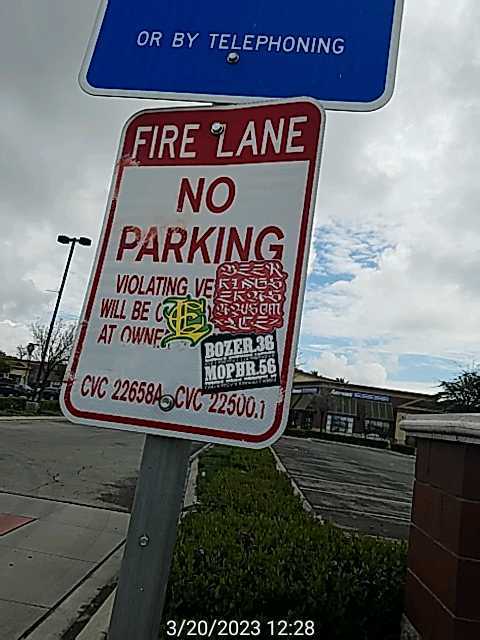 OR BY TELEPHONING
FIRE LANE
NO
PARKING
VIOLATING VE
WILL BE
AT OWNE
BOZER.36
MOPHR.56
CVC 22658A CVC 22500.1
3/20/2023 12:28